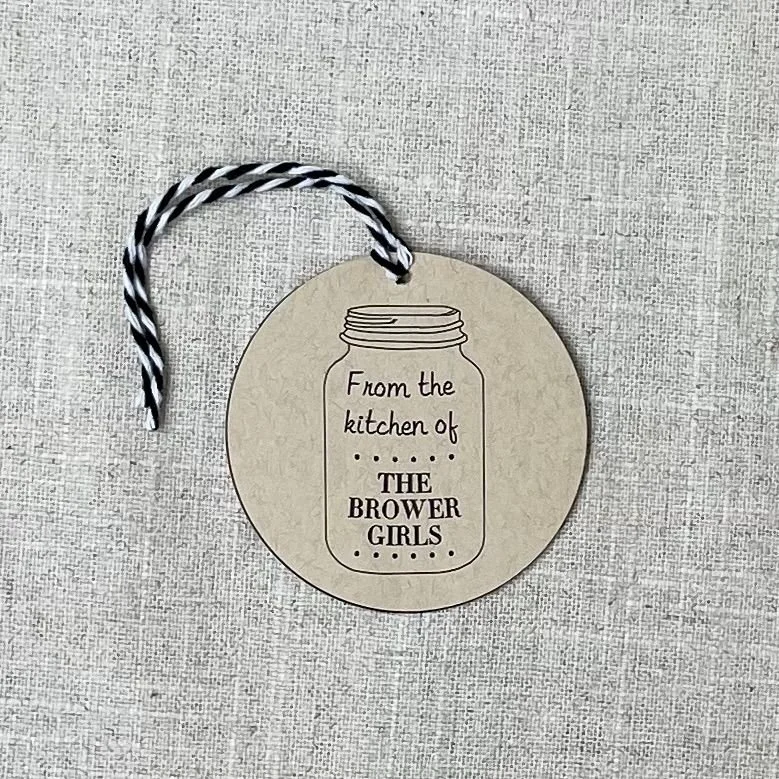 From the
kitchen of
THE
BROWER
GIRLS